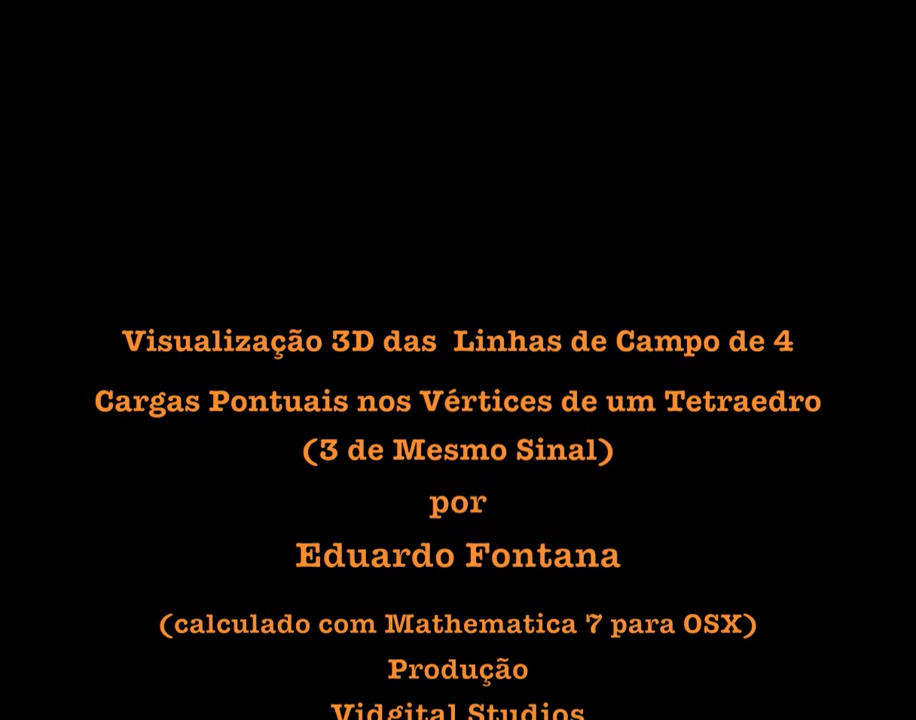 Visualização 3D das Linhas de Campo de 4
Cargas Pontuais nos Vértices de um Tetraedro
(3 de Mesmo Sinal)
por
Eduardo Fontana
(calculado com Mathematica 7 para OSX)
Produção
Vidgital Studios